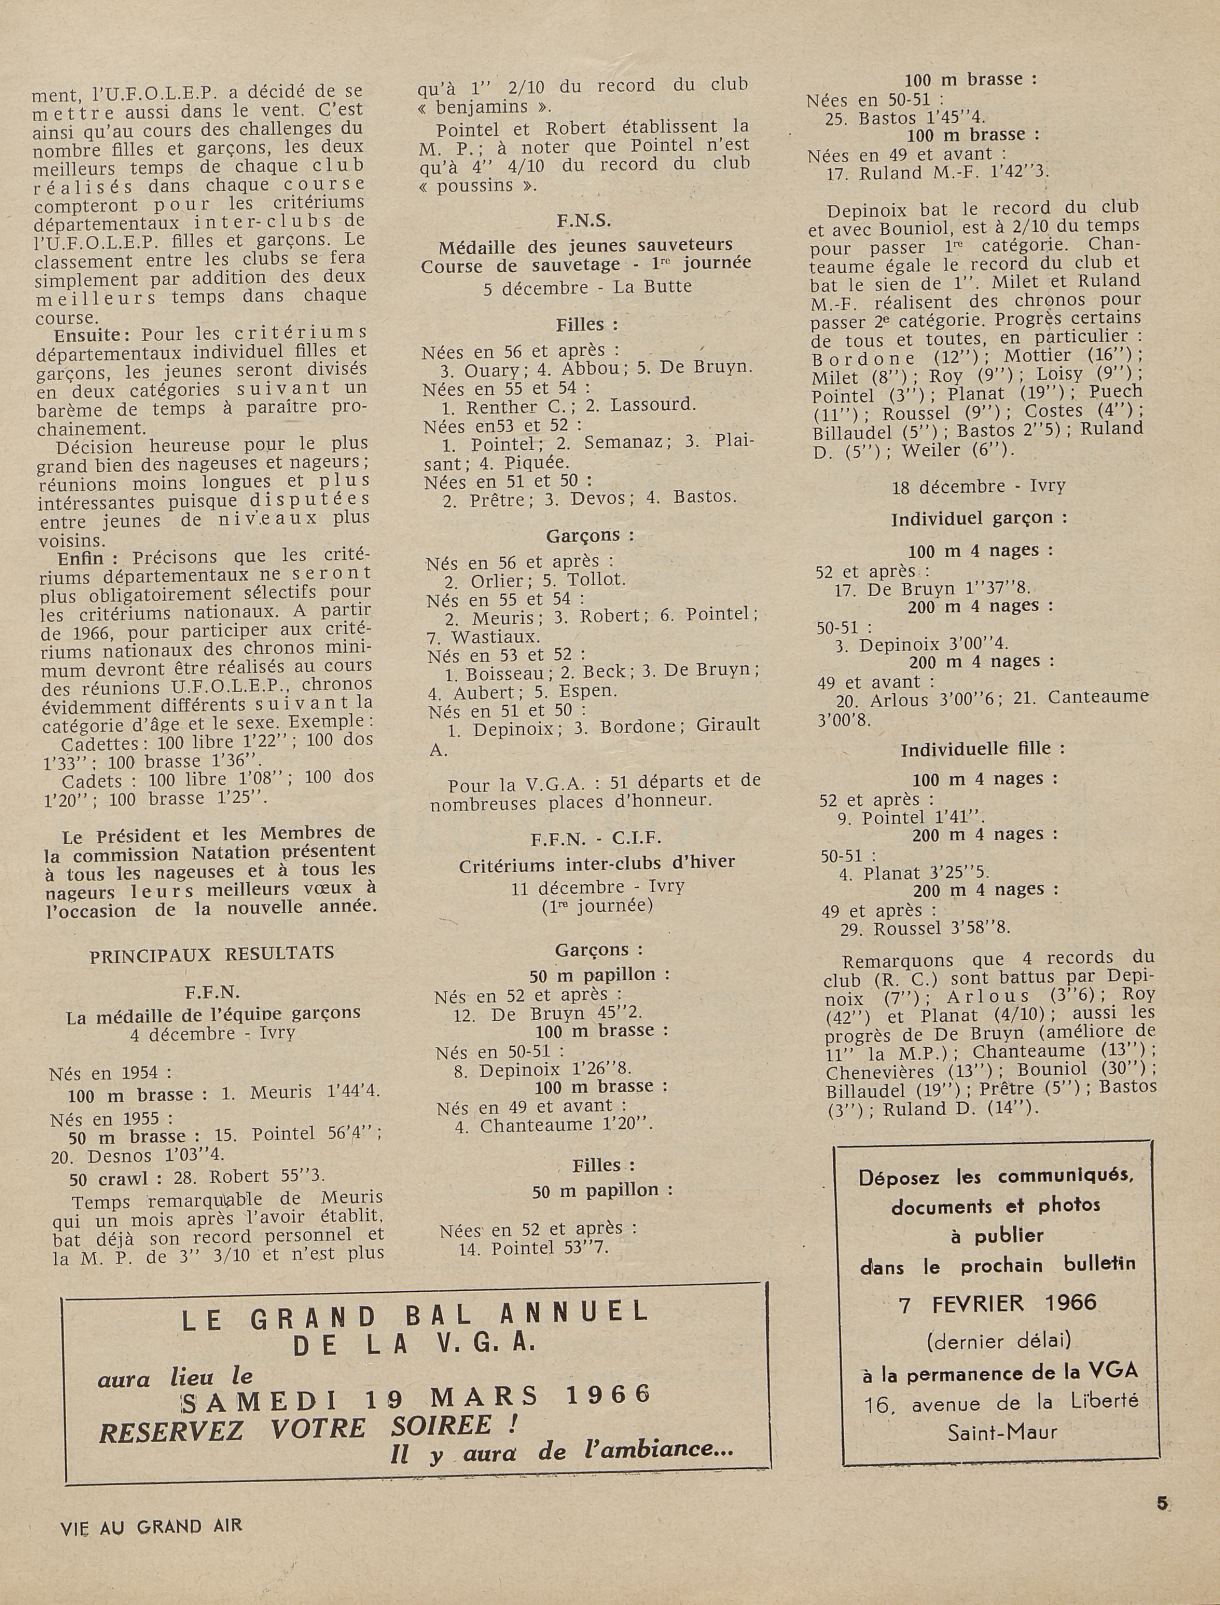 ment, l'U.F.O.L.E.P. a décidé de se
mettre aussi dans le vent. C'est
ainsi qu'au cours des challenges du
nombre filles et garçons, les deux
meilleurs temps de chaque club
réalisés dans chaque course
compteront pour les critériums
départementaux inter-clubs de
l'U.F.O.L.E.P. filles et garçons. Le
classement entre les clubs se fera
simplement par addition des deux
meilleurs temps dans chaque
course.
Ensuite : Pour les critériums
départementaux individuel filles et
garçons, les jeunes seront divisés
en deux catégories suivant un
barème de temps à paraître pro-
chainement.
Décision heureuse pour le plus
grand bien des nageuses et nageurs ;
réunions moins longues et plus
intéressantes puisque disputées
entre jeunes de niveaux plus
voisins.
Enfin : Précisons que les crité-
riums départementaux ne seront
plus obligatoirement sélectifs pour
les critériums nationaux. A partir
de 1966, pour participer aux crité-
riums nationaux des chronos mini-
mum devront être réalisés au cours
des réunions U.F.O.L.E.P., chronos
évidemment différents suivant la
catégorie d'âge et le sexe. Exemple :
Cadettes : 100 libre 1'22'' ; 100 dos
1'33'' ; 100 brasse 1'36''.
Cadets : 100 libre 1'08'' ; 100 dos
1'20'' ; 100 brasse 1'25''.
Le Président et les Membres de
la commission Natation présentent
à tous les nageuses et à tous les
nageurs leurs meilleurs vœux à
l'occasion de la nouvelle année.
PRINCIPAUX RESULTATS
F.F.N.
La médaille de l'équipe garçons
4 décembre - Ivry
Nés en 1954 :
100 m brasse : 1. Meuris 1'44'4.
Nés en 1955 :
50 m brasse : 15. Pointel 56'4'' ;
20. Desnos 1'03''4.
50 crawl : 28. Robert 55''3.
Temps remarquable de Meuris
qui un mois après l'avoir établit,
bat déjà son record personnel et
la M. P. de 3'' 3/10 et n'est plus
qu'à 1'' 2/10 du record du club
« benjamins ».
Pointel et Robert établissent la
M. P. ; à noter que Pointel n'est
qu'à 4'' 4/10 du record du club
« poussins ».
F.N.S.
Médaille des jeunes sauveteurs
Course de sauvetage - 1re journée
5 décembre - La Butte
Filles :
Nées en 56 et après :
3. Ouary ; 4. Abbou ; 5. De Bruyn.
Nées en 55 et 54 :
1. Renther C. ; 2. Lassourd.
Nées en53 et 52 :
1. Pointel ; 2. Semanaz ; 3. Plai-
sant ; 4. Piquée.
Nées en 51 et 50 :
2. Prêtre ; 3. Devos ; 4. Bastos.
Garçons :
Nés en 56 et après :
2. Orlier ; 5. Tollot.
Nés en 55 et 54 :
2. Meuris ; 3. Robert ; 6. Pointel ;
7. Wastiaux.
Nés en 53 et 52 :
1. Boisseau ; 2. Beck ; 3. De Bruyn ;
4. Aubert ; 5. Espen.
Nés en 51 et 50 :
1. Depinoix ; 3. Bordone ; Girault
A.
Pour la V.G.A. : 51 départs et de
nombreuses places d'honneur.
F.F.N. - C.I.F.
Critériums inter-clubs d'hiver
11 décembre - Ivry
(1re journée)
Garçons :
50 m papillon :
Nés en 52 et après :
12. De Bruyn 45''2.
100 m brasse :
Nés en 50-51 :
8. Depinoix 1'26''8.
100 m brasse :
Nés en 49 et avant :
4. Chanteaume 1'20''.
Filles :
50 m papillon :
Nées en 52 et après :
14. Pointel 53''7.
100 m brasse :
Nées en 50-51 :
25. Bastos 1'45''4.
100 m brasse :
Nées en 49 et avant :
17. Ruland M.-F. 1'42''3.
Depinoix bat le record du club
et avec Bouniol, est à 2/10 du temps
pour passer 1re catégorie. Chan-
teaume égale le record du club et
bat le sien de 1''. Milet et Ruland
M.-F. réalisent des chronos pour
passer 2e catégorie. Progrès certains
de tous et toutes, en particulier :
Bordone (12'') ; Mottier (16'') ;
Milet (8'') ; Roy (9'') ; Loisy (9'') ;
Pointel (3'') ; Planat (19'') ; Puech
(11'') ; Roussel (9'') ; Costes (4'') ;
Billaudel (5'') ; Bastos 2''5) ; Ruland
D. (5'') ; Weiler (6'').
18 décembre - Ivry
Individuel garçon :
100 m 4 nages :
52 et après :
17. De Bruyn 1''37''8.
200 m 4 nages :
50-51 :
3. Depinoix 3'00''4.
200 m 4 nages :
49 et avant :
20. Arlous 3'00''6 ; 21. Canteaume
3'00'8.
Individuelle fille :
100 m 4 nages :
52 et après :
9. Pointel 1'41''.
200 m 4 nages :
50-51 :
4. Planat 3'25''5.
200 m 4 nages :
49 et après :
29. Roussel 3'58''8.
Remarquons que 4 records du
club (R. C.) sont battus par Depi-
noix (7'') ; Arlous (3''6) ; Roy
(42'') et Planat (4/10) ; aussi les
progrès de De Bruyn (améliore de
11'' la M.P.) ; Chanteaume (13'') ;
Chenevières (13'') ; Bouniol (30'') ;
Billaudel (19'') ; Prêtre (5'') ; Bastos
(3'') ; Ruland D. (14'').
LE GRAND BAL ANNUEL
DE LA V.G.A.
aura lieu le
SAMEDI 19 MARS 1966
RESERVEZ VOTRE SOIREE !
Il y aura de l'ambiance...
Déposez les communiqués,
documents et photos
à publier
dans le prochain bulletin
7 FEVRIER 1966
(dernier délai)
à la permanence de la VGA
16, avenue de la Liberté
Saint-Maur
5
VIE AU GRAND AIR